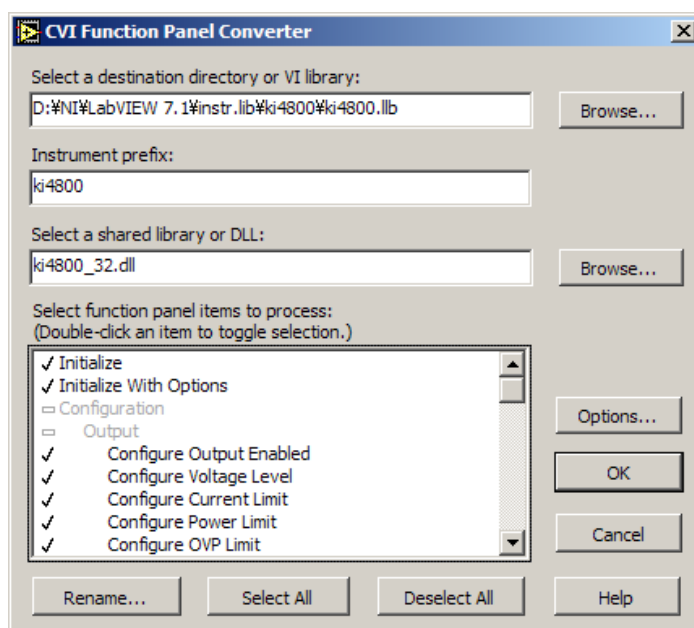 CVI Function Panel Converter
Select a destination directory or VI library:
D:¥NI¥LabVIEW 7.1¥instr.lib¥ki4800¥ki4800.llb
Browse...
Instrument prefix:
ki4800
Select a shared library or DLL:
ki4800_32.dll
Browse...
Select function panel items to process:
(Double-click an item to toggle selection.)
Initialize
Initialize With Options
Configuration
Output
Configure Output Enabled
Configure Voltage Level
Configure Current Limit
Configure Power Limit
Configure OVP Limit
Options...
OK
Cancel
Rename...
Select All
Deselect All
Help